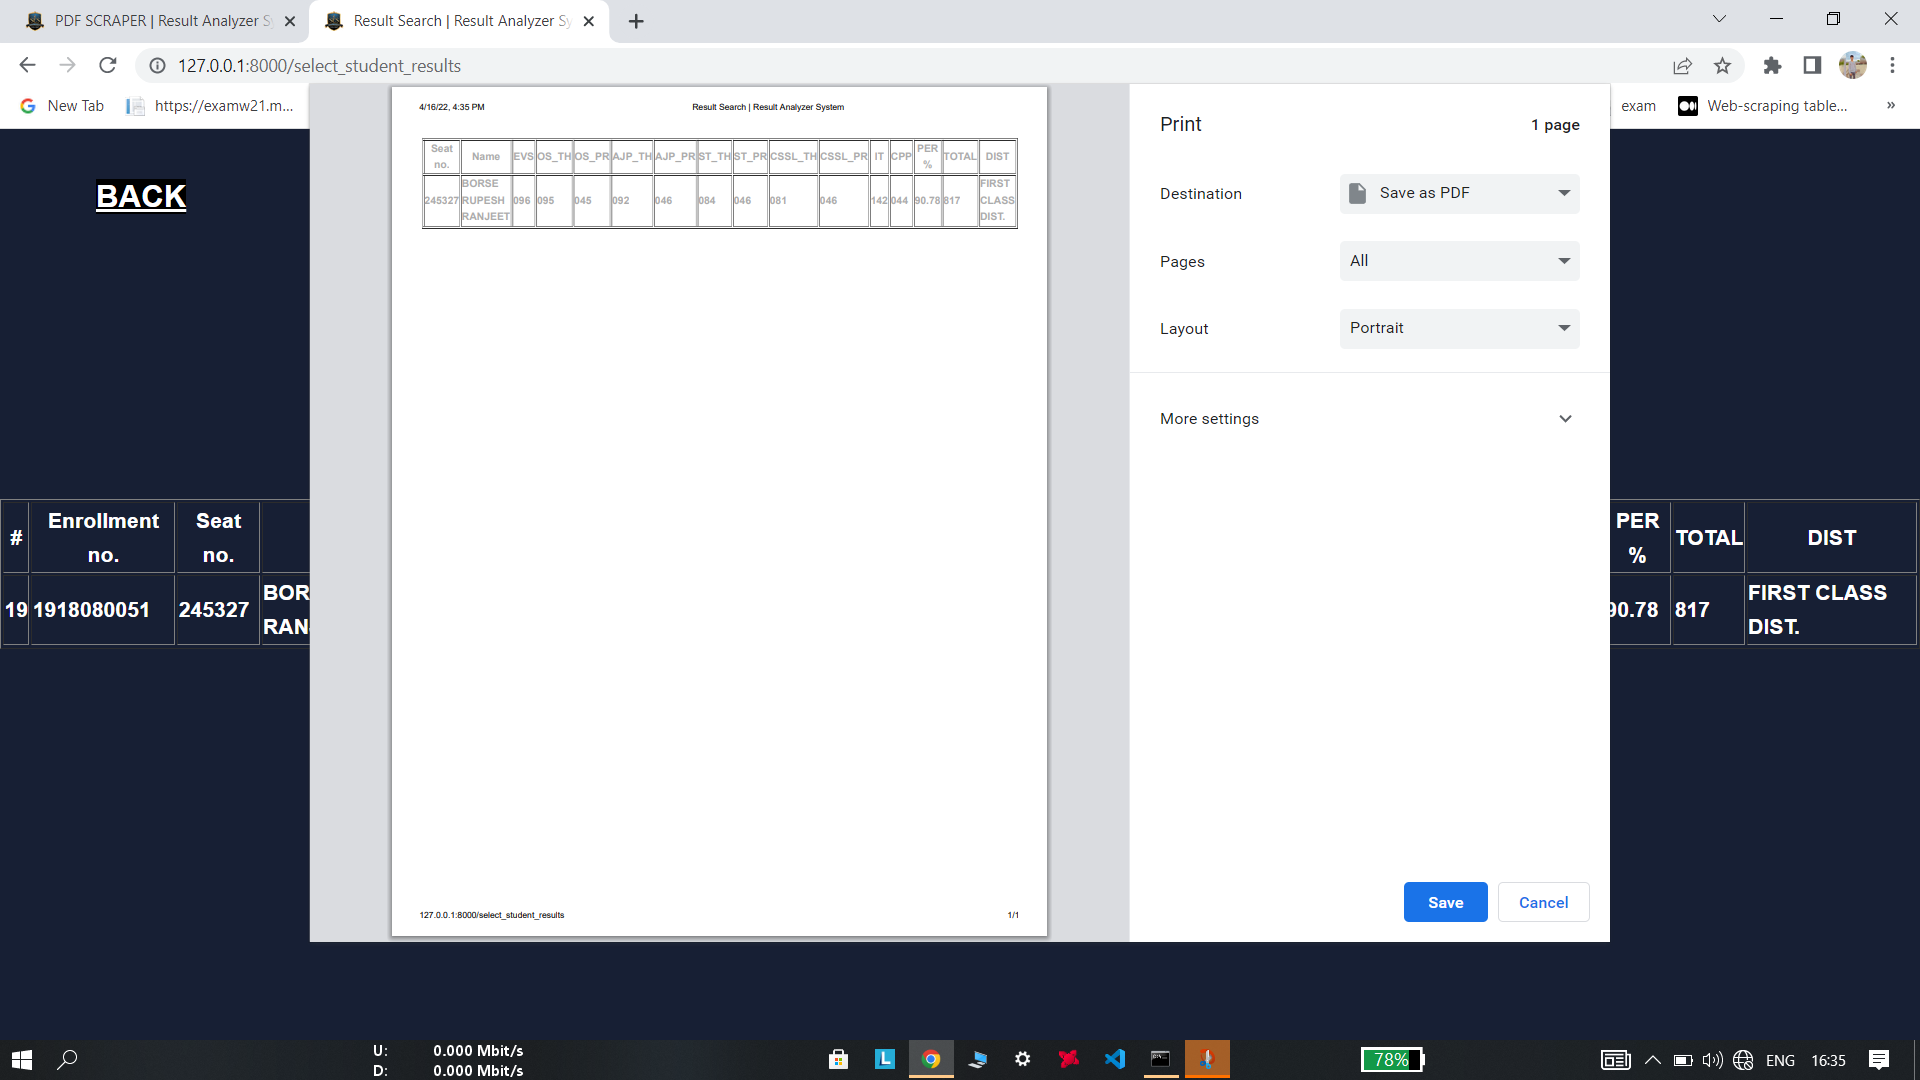 PDF SCRAPER | Result Analyzer S
Result Search | Result Analyzer Sy
127.0.0.1:8000/select_student_results
New Tab
https://examw21.m...
exam
Web-scraping table...
»
BACK
#
Enrollment no.
Seat no.
PER %
TOTAL
DIST
19
1918080051
245327
BOR
RAN
90.78
817
FIRST CLASS DIST.
4/16/22, 4:35 PM
Result Search | Result Analyzer System
Seat no.
Name
EVS
OS_TH
OS_PR
AJP_TH
AJP_PR
ST_TH
ST_PR
CSSL_TH
CSSL_PR
IT
CPP
PER %
TOTAL
DIST
245327
BORSE RUPESH RANJEET
096
095
045
092
046
084
046
081
046
142
044
90.78
817
FIRST CLASS DIST.
127.0.0.1:8000/select_student_results
1/1
Print
1 page
Destination
Save as PDF
Pages
All
Layout
Portrait
More settings
Save
Cancel
U: 0.000 Mbit/s
D: 0.000 Mbit/s
L
78%
ENG
16:35